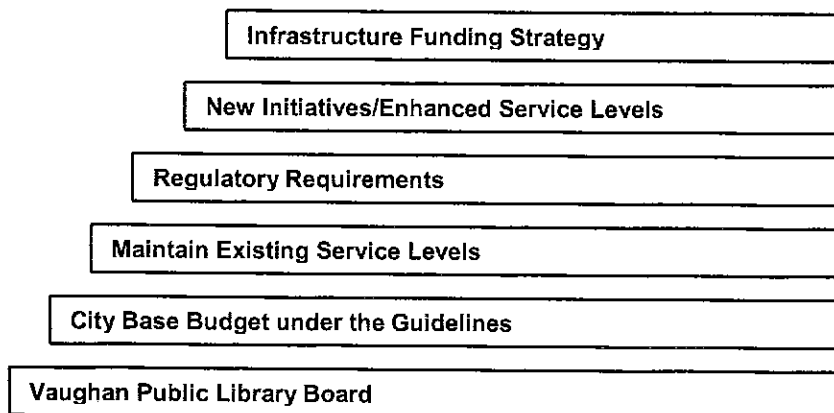 Infrastructure Funding Strategy
New Initiatives/Enhanced Service Levels
Regulatory Requirements
Maintain Existing Service Levels
City Base Budget under the Guidelines
Vaughan Public Library Board